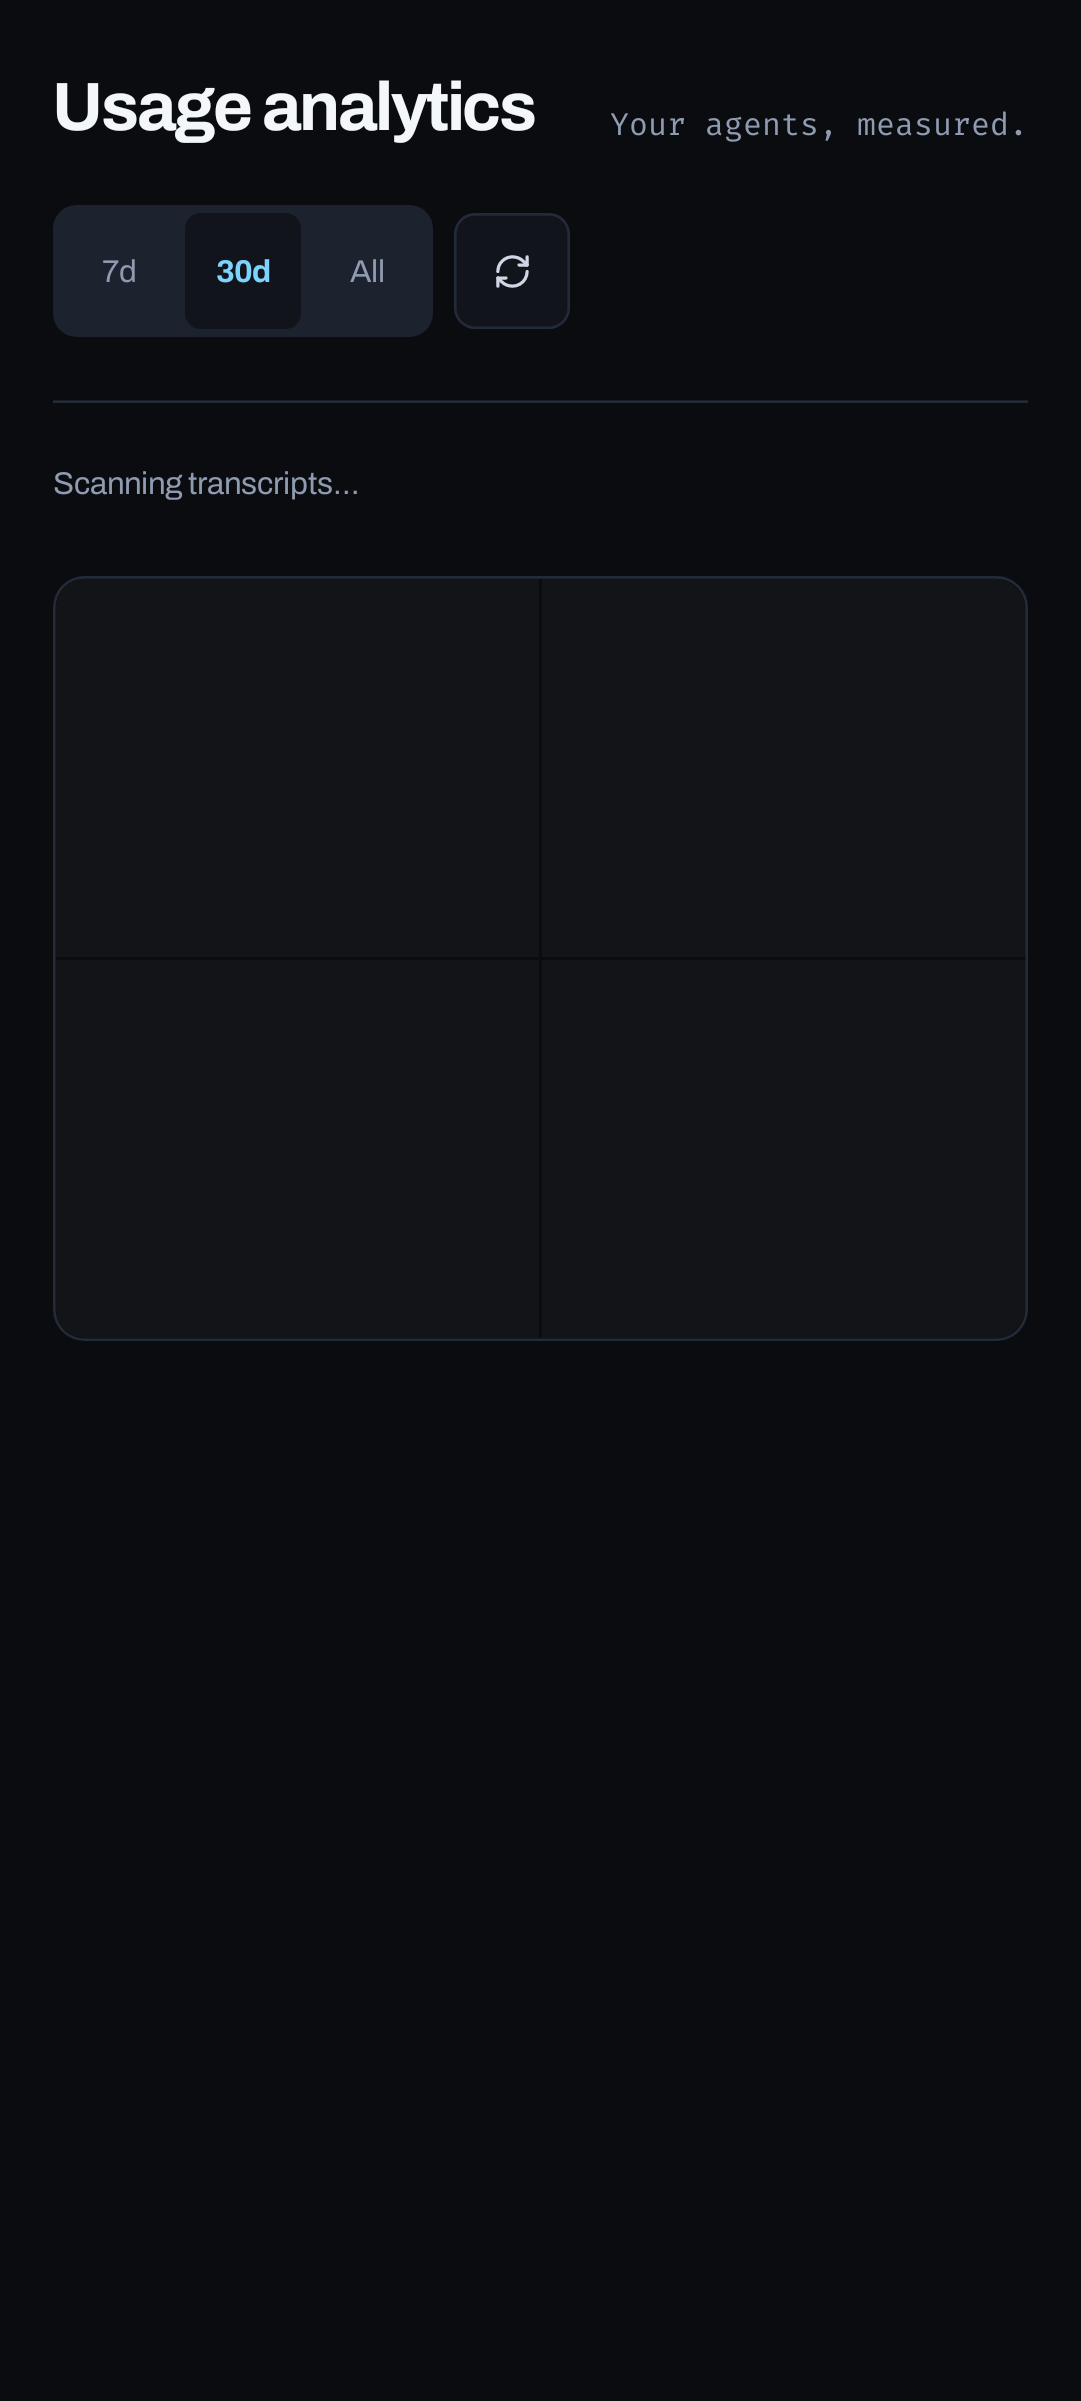 Usage analytics
Your agents, measured.
7d
30d
All
Scanning transcripts...